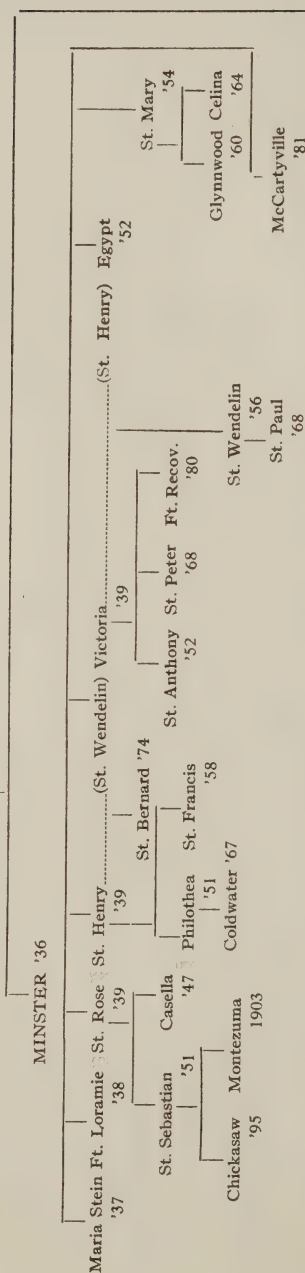 MINSTER '36
Maria Stein Ft. Loramie St. Rose St. Henry..........(St. Wendelin) Victoria....................(St. Henry) Egypt St. Mary
'37 '38 '39 '39 '39 '52 '54
St. Bernard '74
St. Sebastian Casella
'51 '47
Philothea St. Francis
'51 '58
Coldwater '67
St. Anthony St. Peter Ft. Recov.
'52 '68 '80
Glynnwood Celina
'60 '64
St. Wendelin
'56
St. Paul
'68
McCartyville
'81
Chickasaw Montezuma
'95 1903